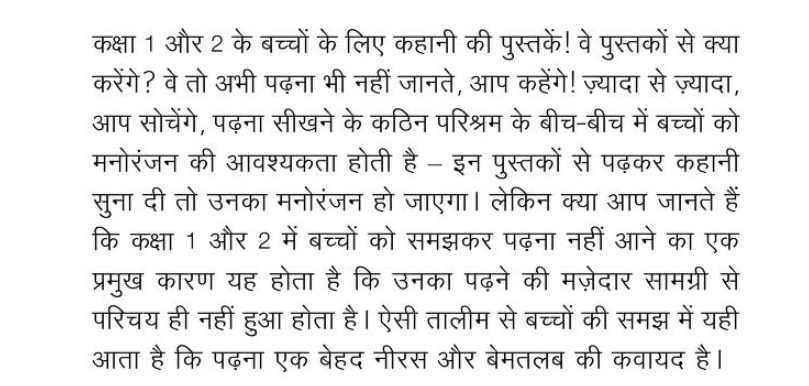 कक्षा 1 और 2 के बच्चों के लिए कहानी की पुस्तकें! वे पुस्तकों से क्या
करेंगे? वे तो अभी पढ़ना भी नहीं जानते, आप कहेंगे! ज़्यादा से ज़्यादा,
आप सोचेंगे, पढ़ना सीखने के कठिन परिश्रम के बीच-बीच में बच्चों को
मनोरंजन की आवश्यकता होती है – इन पुस्तकों से पढ़कर कहानी
सुना दी तो उनका मनोरंजन हो जाएगा। लेकिन क्या आप जानते हैं
कि कक्षा 1 और 2 में बच्चों को समझकर पढ़ना नहीं आने का एक
प्रमुख कारण यह होता है कि उनका पढ़ने की मज़ेदार सामग्री से
परिचय ही नहीं हुआ होता है। ऐसी तालीम से बच्चों की समझ में यही
आता है कि पढ़ना एक बेहद नीरस और बेमतलब की कवायद है।